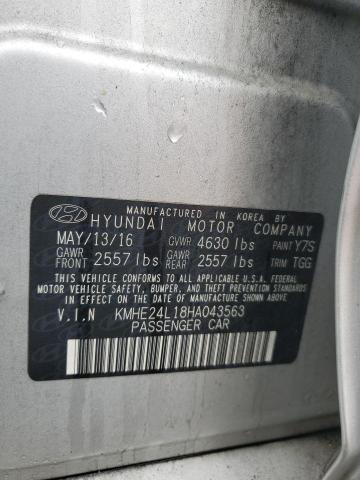 MANUFACTURED IN KOREA BY
HYUNDAI MOTOR COMPANY
MAY/13/16 GVWR 4630 lbs PAINT Y7S
GAWR FRONT 2557 lbs GAWR REAR 2557 lbs TRIM TGG
THIS VEHICLE CONFORMS TO ALL APPLICABLE U.S.A. FEDERAL
MOTOR VEHICLE SAFETY, BUMPER, AND THEFT PREVENTION STANDARDS
IN EFFECT ON THE DATE OF MANUFACTURE SHOWN ABOVE.
V.I.N KMHE24L18HA043563
PASSENGER CAR